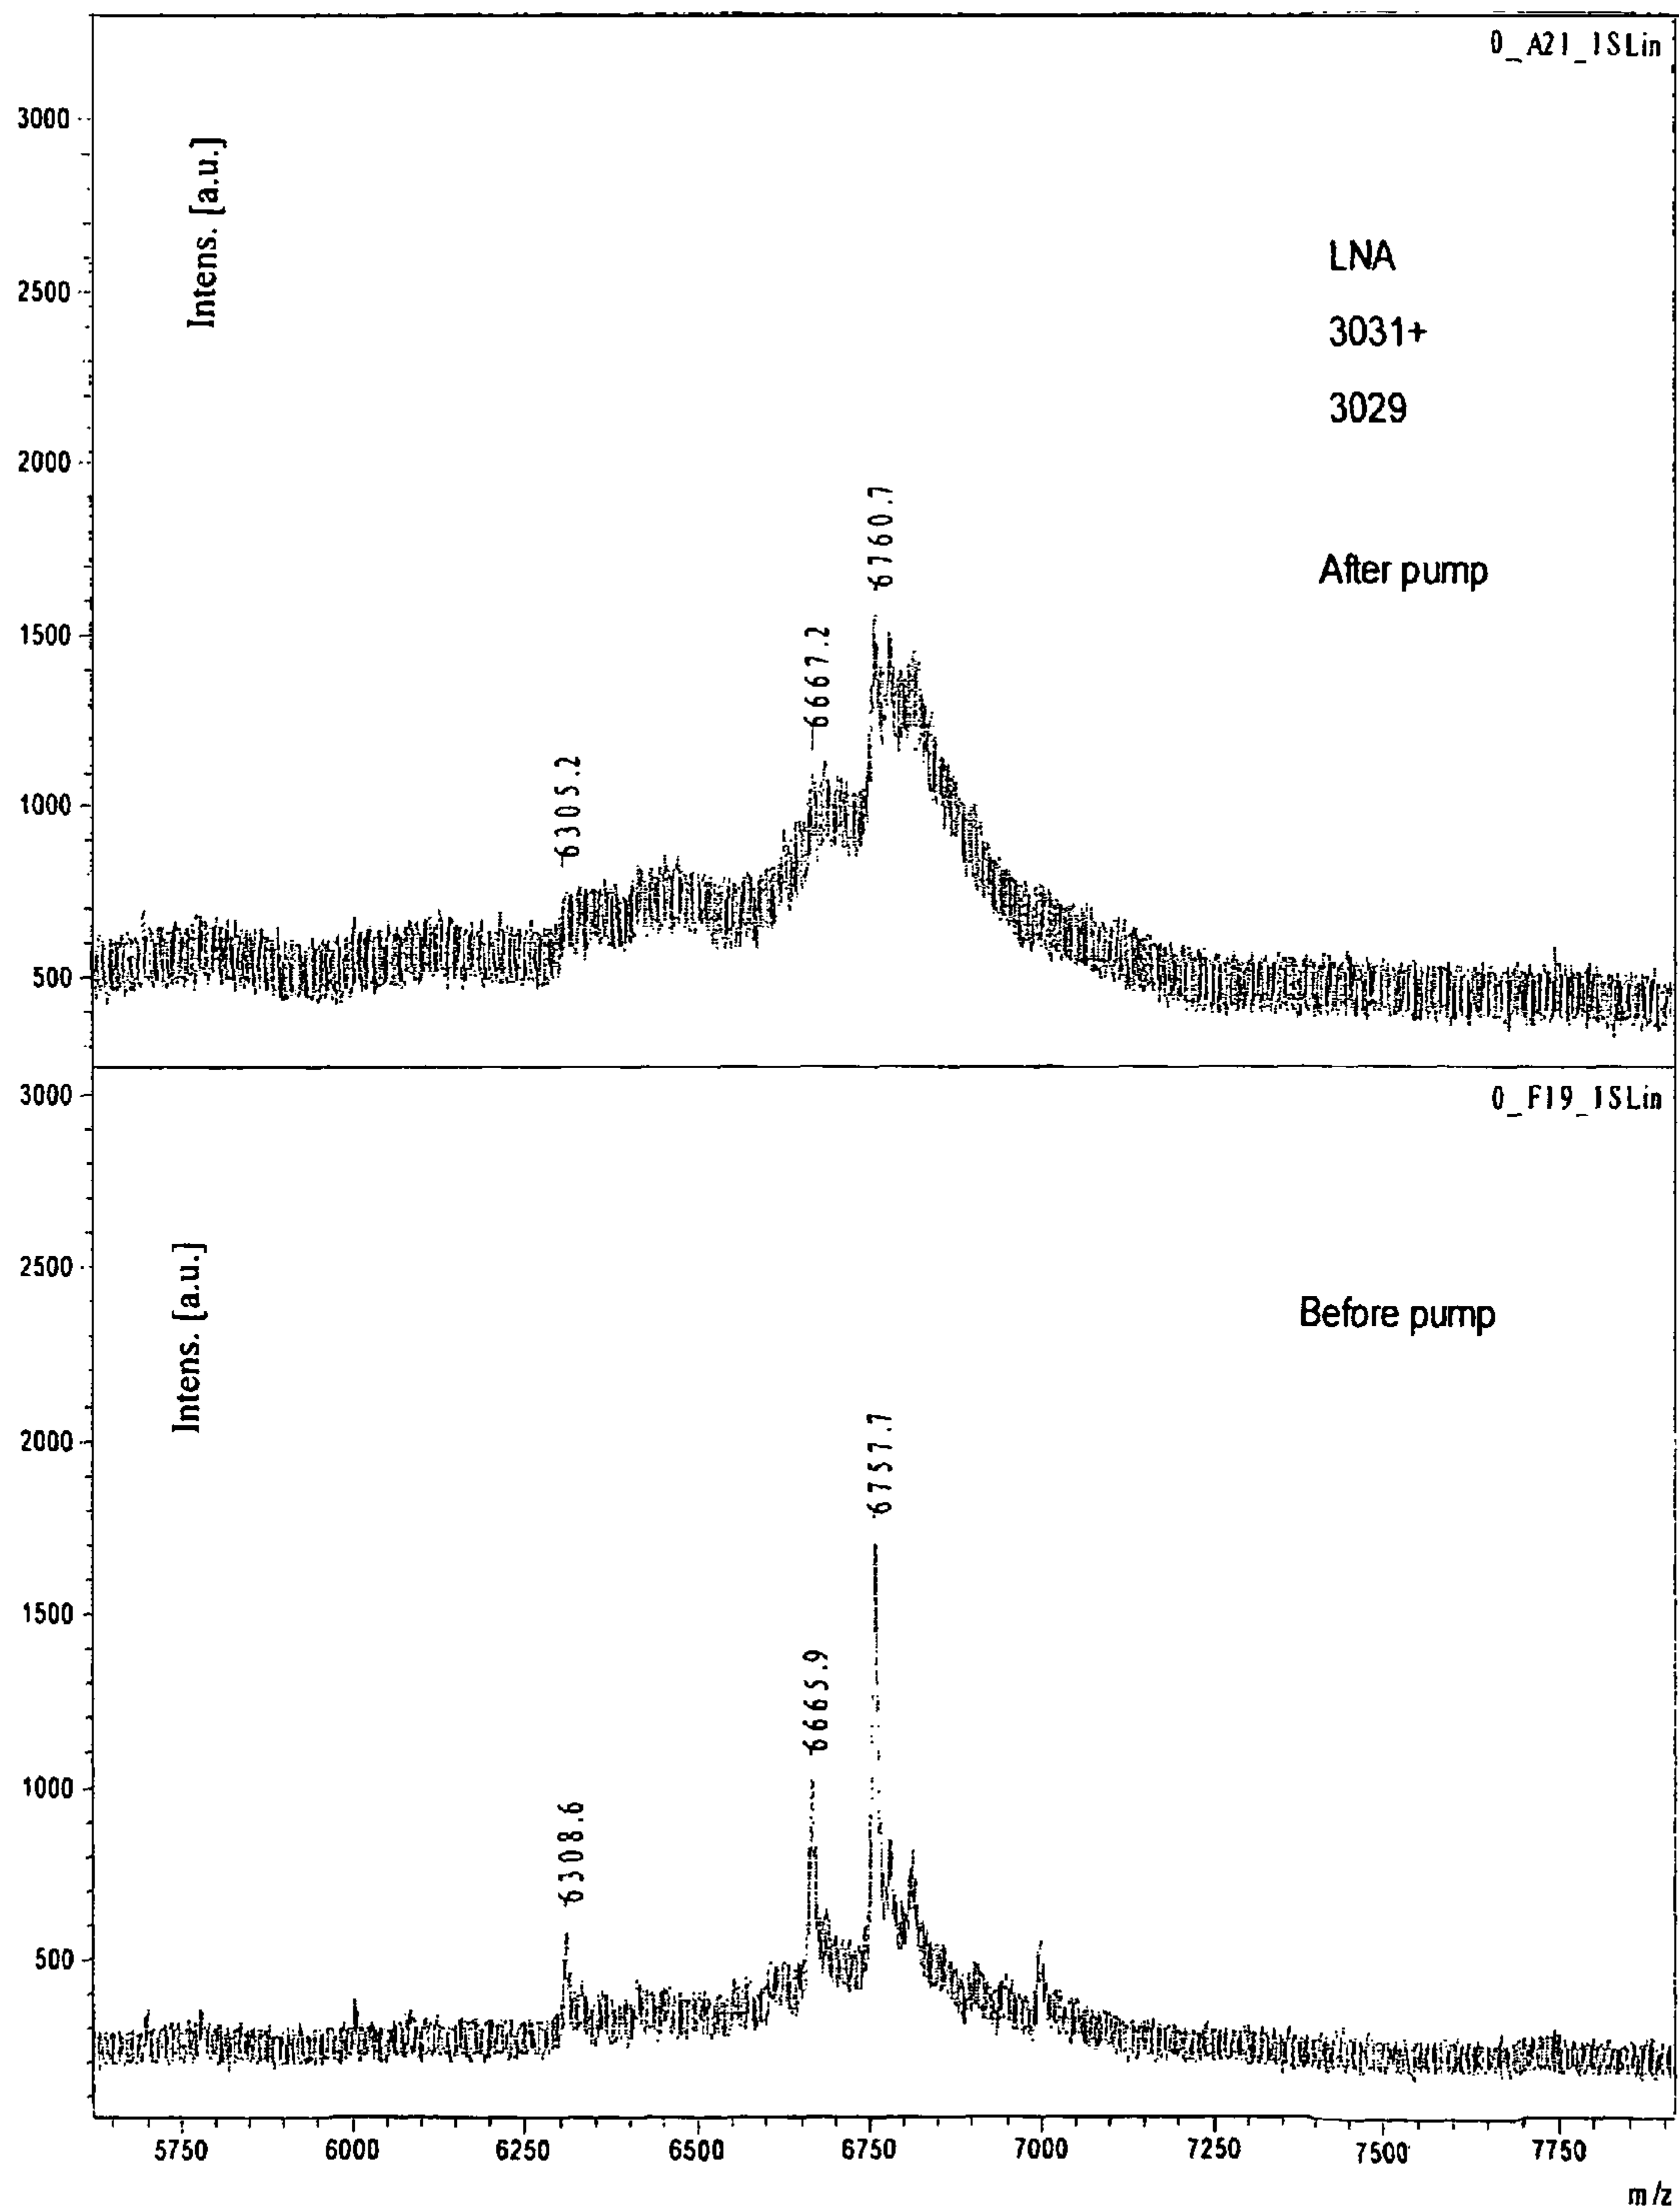 0_A21_1SLin
3000
Intens. [a.u.]
2500
LNA
3031+
3029
2000
6760.7
After pump
1500
6667.2
6305.2
1000
500
3000
0_F19_1SLin
2500
Intens. [a.u.]
Before pump
2000
6757.7
1500
6665.9
1000
6308.6
500
5750 6000 6250 6500 6750 7000 7250 7500 7750
m/z